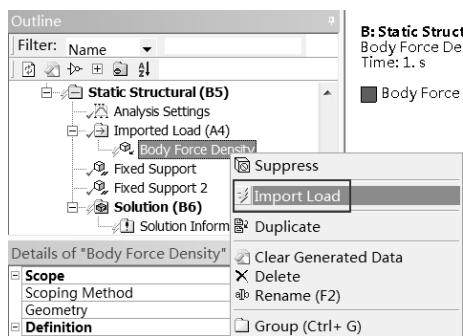 Outline
Filter: Name
B: Static Struct
Body Force De
Time: 1. s
Body Force
Static Structural (B5)
Analysis Settings
Imported Load (A4)
Body Force Density
Fixed Support
Fixed Support 2
Solution (B6)
Solution Inform
Suppress
Import Load
Duplicate
Clear Generated Data
Delete
Rename (F2)
Group (Ctrl+ G)
Details of "Body Force Density"
Scope
Scoping Method
Geometry
Definition